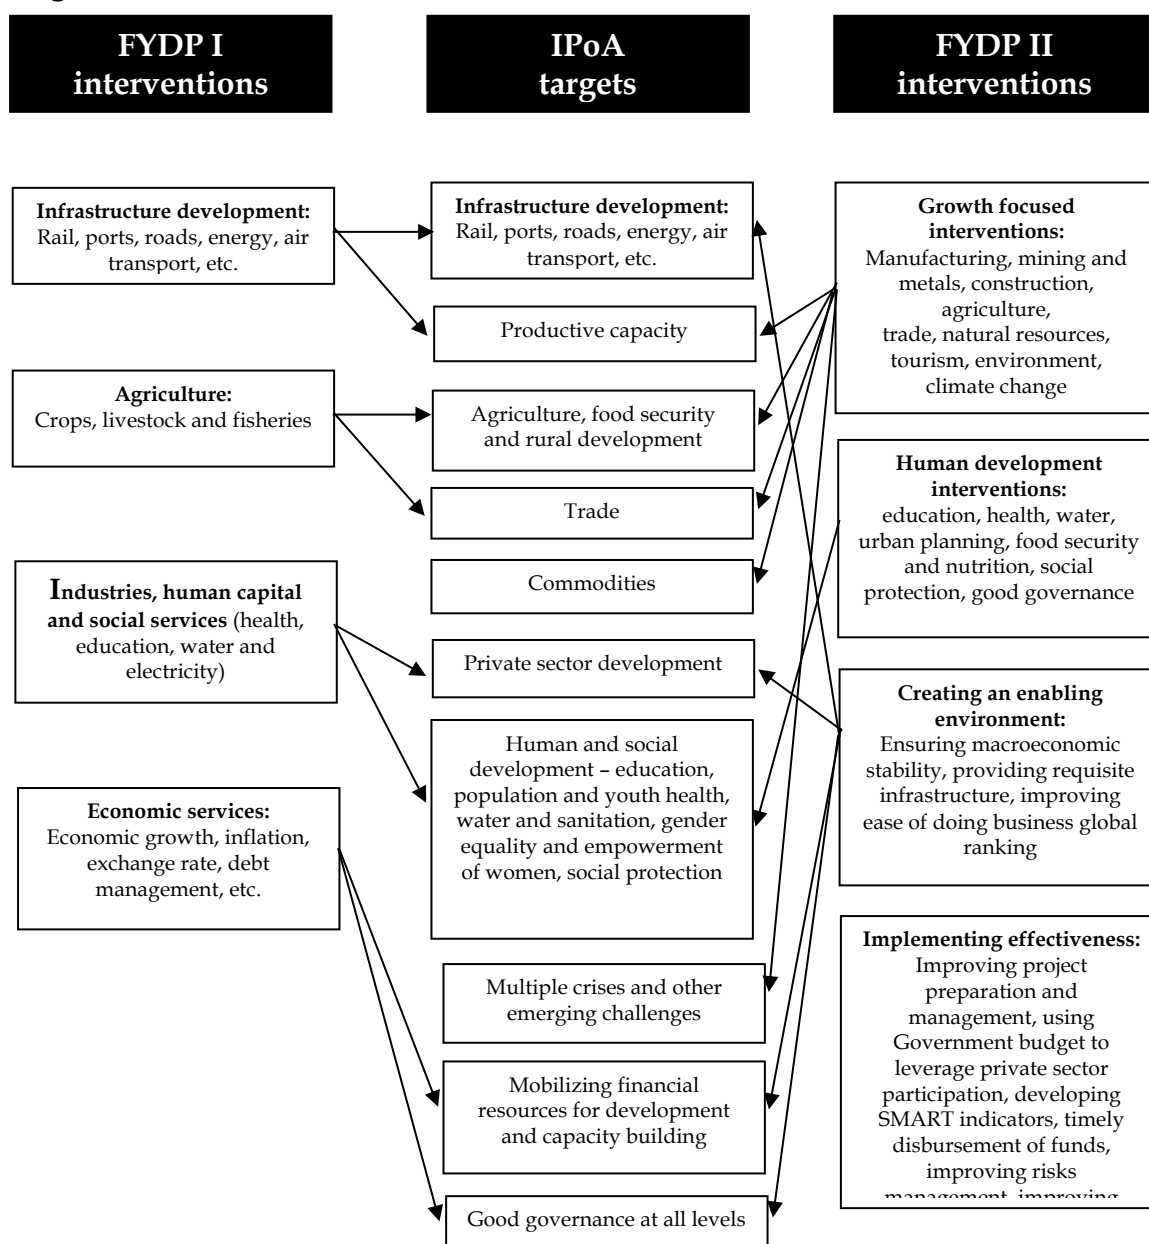 FYDP I
interventions
IPoA
targets
FYDP II
interventions
Infrastructure development:
Rail, ports, roads, energy, air
transport, etc.
Agriculture:
Crops, livestock and fisheries
Industries, human capital
and social services (health,
education, water and
electricity)
Economic services:
Economic growth, inflation,
exchange rate, debt
management, etc.
Infrastructure development:
Rail, ports, roads, energy, air
transport, etc.
Productive capacity
Agriculture, food security
and rural development
Trade
Commodities
Private sector development
Human and social
development – education,
population and youth health,
water and sanitation, gender
equality and empowerment
of women, social protection
Multiple crises and other
emerging challenges
Mobilizing financial
resources for development
and capacity building
Good governance at all levels
Growth focused
interventions:
Manufacturing, mining and
metals, construction,
agriculture,
trade, natural resources,
tourism, environment,
climate change
Human development
interventions:
education, health, water,
urban planning, food security
and nutrition, social
protection, good governance
Creating an enabling
environment:
Ensuring macroeconomic
stability, providing requisite
infrastructure, improving
ease of doing business global
ranking
Implementing effectiveness:
Improving project
preparation and
management, using
Government budget to
leverage private sector
participation, developing
SMART indicators, timely
disbursement of funds,
improving risks
management, improving